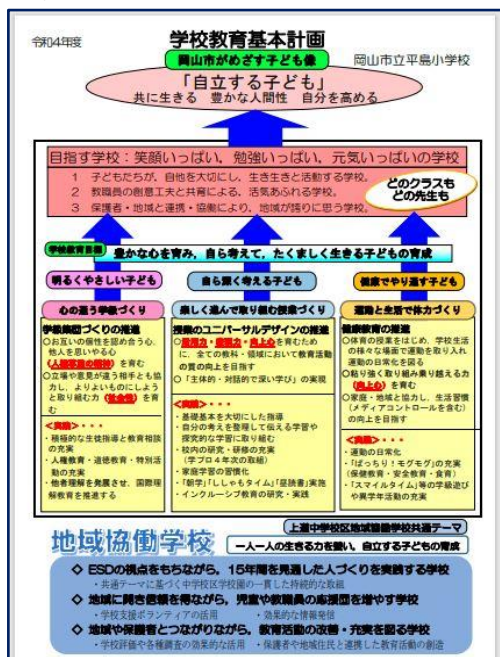 令和4年度
学校教育基本計画
岡山市立平島小学校
岡山市がめざす子ども像
「自立する子ども」
共に生きる 豊かな人間性 自分を高める
目指す学校：笑顔いっぱい，勉強いっぱい，元気いっぱいの学校
1 子どもたちが，自他を大切にし，生き生きと活動する学校。
2 教職員の創意工夫と共育による，活気あふれる学校。
3 保護者・地域と連携・協働により，地域が誇りに思う学校。
どのクラスも
どの先生も
学校教育目標
豊かな心を育み，自ら考えて，たくましく生きる子どもの育成
明るくやさしい子ども
自ら深く考える子ども
健康でやり通す子ども
心の通う学級づくり
楽しく進んで取り組む授業づくり
運動と生活で体力づくり
学級集団づくりの推進
○お互いの個性を認め合う心，
他人を思いやる心
を育む
○立場や意見が違う相手とも協
力し，よりよいものにしよう
と取り組む力（社会性）を育
む
＜実践＞・・・
・積極的な生徒指導と教育相談
の充実
・人権教育・道徳教育・特別活
動の充実
・他者理解を発展させ，国際理
解教育を推進する
授業のユニバーサルデザインの推進
・向上心を育むため
に，全ての教科・領域において教育活動
の質の向上を目指す
○「主体的・対話的で深い学び」の実現
＜実践＞・・・
・基礎基本を大切にした指導
・自分の考えを整理して伝える学習や
探究的な学習に取り組む
・校内の研究・研修の充実
（学プロ4年次の取組）
・家庭学習の習慣化
・「朝学」「ししゃもタイム」「昼読書」実施
・インクルーシブ教育の研究・実践
健康教育の推進
○体育の授業をはじめ，学校生活
の様々な場面で運動を取り入れ
運動の日常化を図る
○粘り強く取り組み乗り越える力
（向上心）を育む
○家庭・地域と協力し，生活習慣
（メディアコントロールを含む）
の向上を目指す
＜実践＞・・・
・運動の日常化
・「ぱっちり！モグモグ」の充実
（保健教育・安全教育・食育）
・「スマイルタイム」等の学級遊び
や異学年活動の充実
地域協働学校
上道中学校区地域協働学校共通テーマ
一人一人の生きる力を養い，自立する子どもの育成
◇ ESDの視点をもちながら，15年間を見通した人づくりを実践する学校
・共通テーマに基づく中学校区学校園の一貫した持続的な取組
◇ 地域に開き信頼を得ながら，児童や教職員の応援団を増やす学校
・学校支援ボランティアの活用 ・効果的な情報発信
◇ 地域や保護者とつながりながら，教育活動の改善・充実を図る学校
・学校評価や各種調査の効果的な活用 ・保護者や地域住民と連携した教育活動の創造